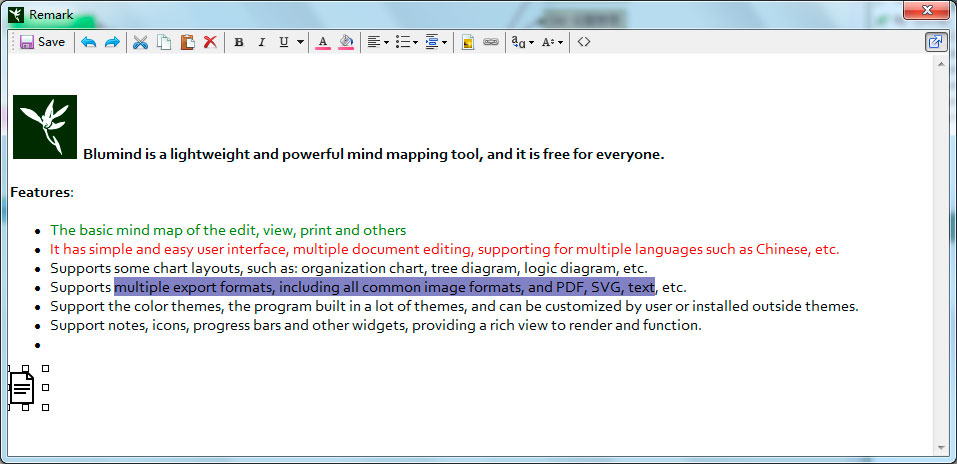 Remark
Save
B I U A A≡ aα A÷ <>
Blumind is a lightweight and powerful mind mapping tool, and it is free for everyone.
Features:
• The basic mind map of the edit, view, print and others
• It has simple and easy user interface, multiple document editing, supporting for multiple languages such as Chinese, etc.
• Supports some chart layouts, such as: organization chart, tree diagram, logic diagram, etc.
• Supports multiple export formats, including all common image formats, and PDF, SVG, text, etc.
• Support the color themes, the program built in a lot of themes, and can be customized by user or installed outside themes.
• Support notes, icons, progress bars and other widgets, providing a rich view to render and function.
•